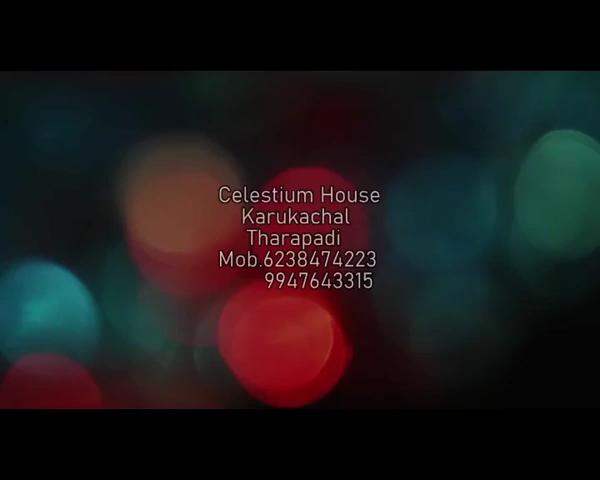 Celestium House
Karukachal
Tharapadi
Mob.6238474223
9947643315